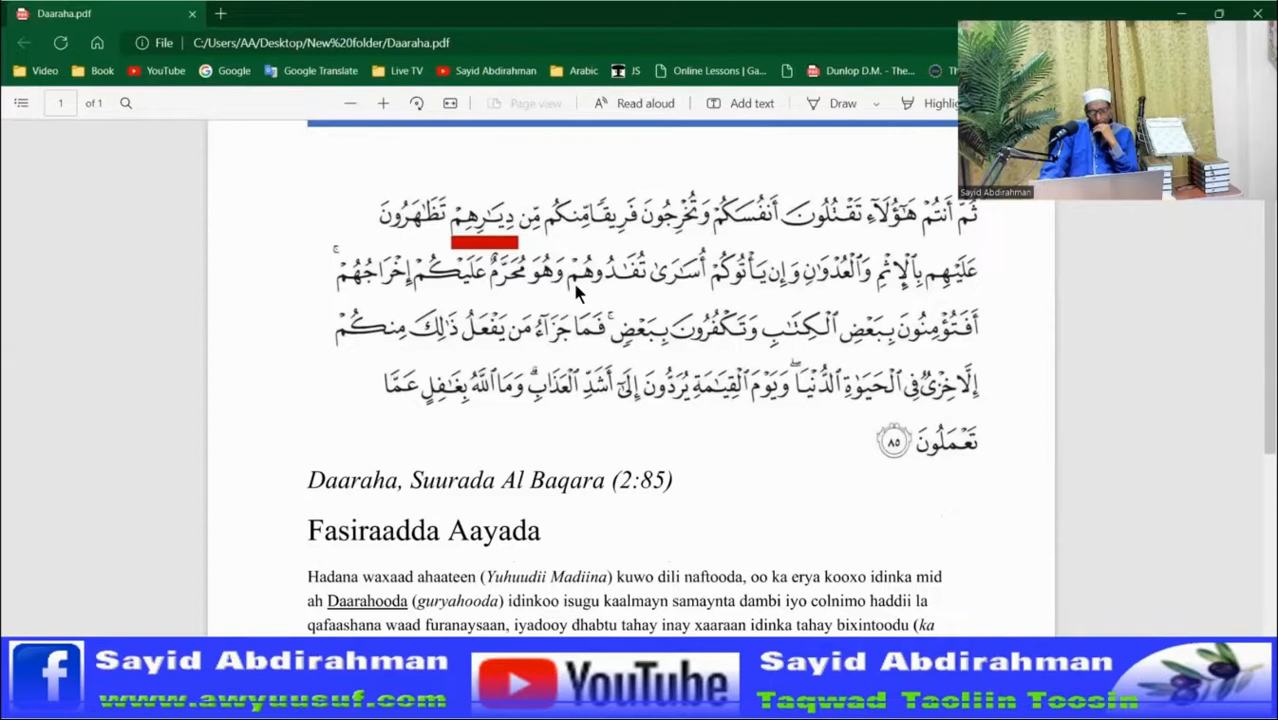 Daaraha.pdf
File C:/Users/AA/Desktop/New%20folder/Daaraha.pdf
Video Book YouTube Google Google Translate Live TV Sayid Abdirahman Arabic JS Online Lessons | Ga... Dunlop D.M. - The...
1 of 1 Page view Read aloud Add text Draw
Sayid Abdirahman
ثُمَّ أَنتُمْ هَٰٓؤُلَآءِ تَقْتُلُونَ أَنفُسَكُمْ وَتُخْرِجُونَ فَرِيقًا مِّنكُم مِّن دِيَٰرِهِمْ تَظَٰهَرُونَ
عَلَيْهِم بِٱلْإِثْمِ وَٱلْعُدْوَٰنِ وَإِن يَأْتُوكُمْ أُسَٰرَىٰ تُفَٰدُوهُمْ وَهُوَ مُحَرَّمٌ عَلَيْكُمْ إِخْرَاجُهُمْ ۚ
أَفَتُؤْمِنُونَ بِبَعْضِ ٱلْكِتَٰبِ وَتَكْفُرُونَ بِبَعْضٍ ۚ فَمَا جَزَآءُ مَن يَفْعَلُ ذَٰلِكَ مِنكُمْ
إِلَّا خِزْىٌ فِى ٱلْحَيَوٰةِ ٱلدُّنْيَا ۖ وَيَوْمَ ٱلْقِيَٰمَةِ يُرَدُّونَ إِلَىٰٓ أَشَدِّ ٱلْعَذَابِ ۗ وَمَا ٱللَّهُ بِغَٰفِلٍ عَمَّا
تَعْمَلُونَ ٨٥
Daaraha, Suurada Al Baqara (2:85)
Fasiraadda Aayada
Hadana waxaad ahaateen (Yuhuudii Madiina) kuwo dili naftooda, oo ka erya kooxo idinka mid
ah Daarahooda (guryahooda) idinkoo isugu kaalmayn samaynta dambi iyo colnimo haddii la
qafaashana waad furanaysaan, iyadooy dhabtu tahay inay xaaraan idinka tahay bixintoodu (ka
Sayid Abdirahman
www.awyuusuf.com
YouTube
Sayid Abdirahman
Taqwad Taoliin Toosin